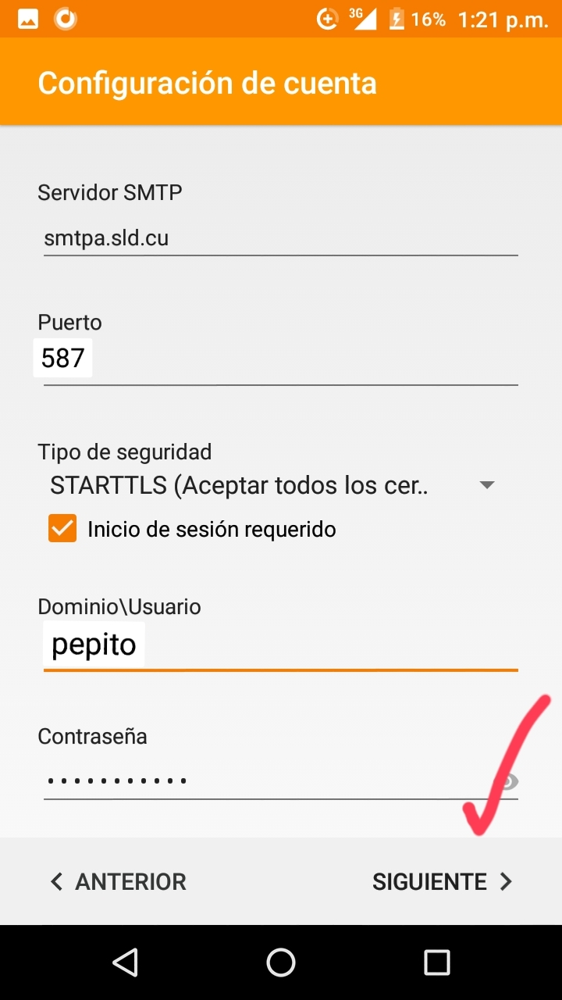 3G 16% 1:21 p.m.
Configuración de cuenta
Servidor SMTP
smtpa.sld.cu
Puerto
587
Tipo de seguridad
STARTTLS (Aceptar todos los cer..
Inicio de sesión requerido
Dominio\Usuario
pepito
Contraseña
•••••••••••
ANTERIOR SIGUIENTE